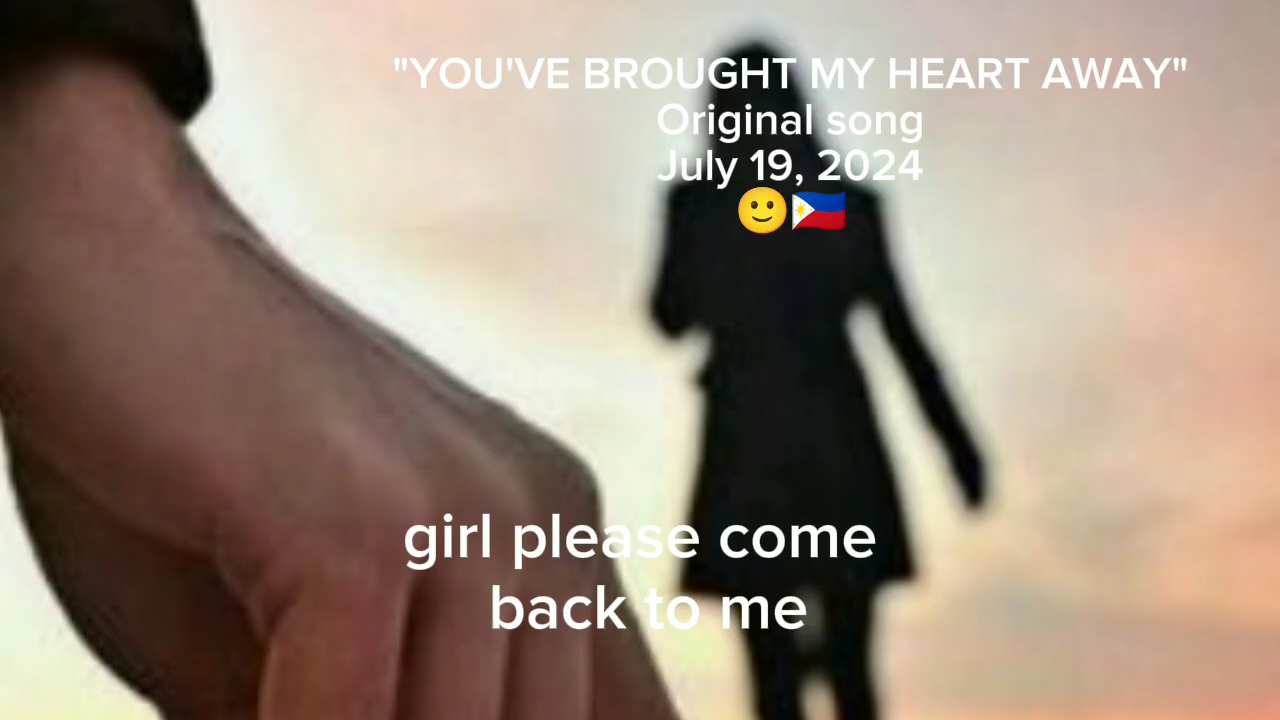 "YOU'VE BROUGHT MY HEART AWAY"
Original song
July 19, 2024
🙂🇵🇭
girl please come
back to me